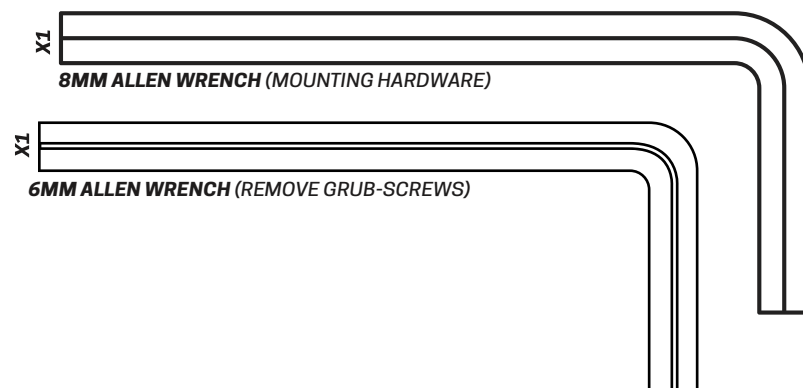 X1
8MM ALLEN WRENCH (MOUNTING HARDWARE)
X1
6MM ALLEN WRENCH (REMOVE GRUB-SCREWS)